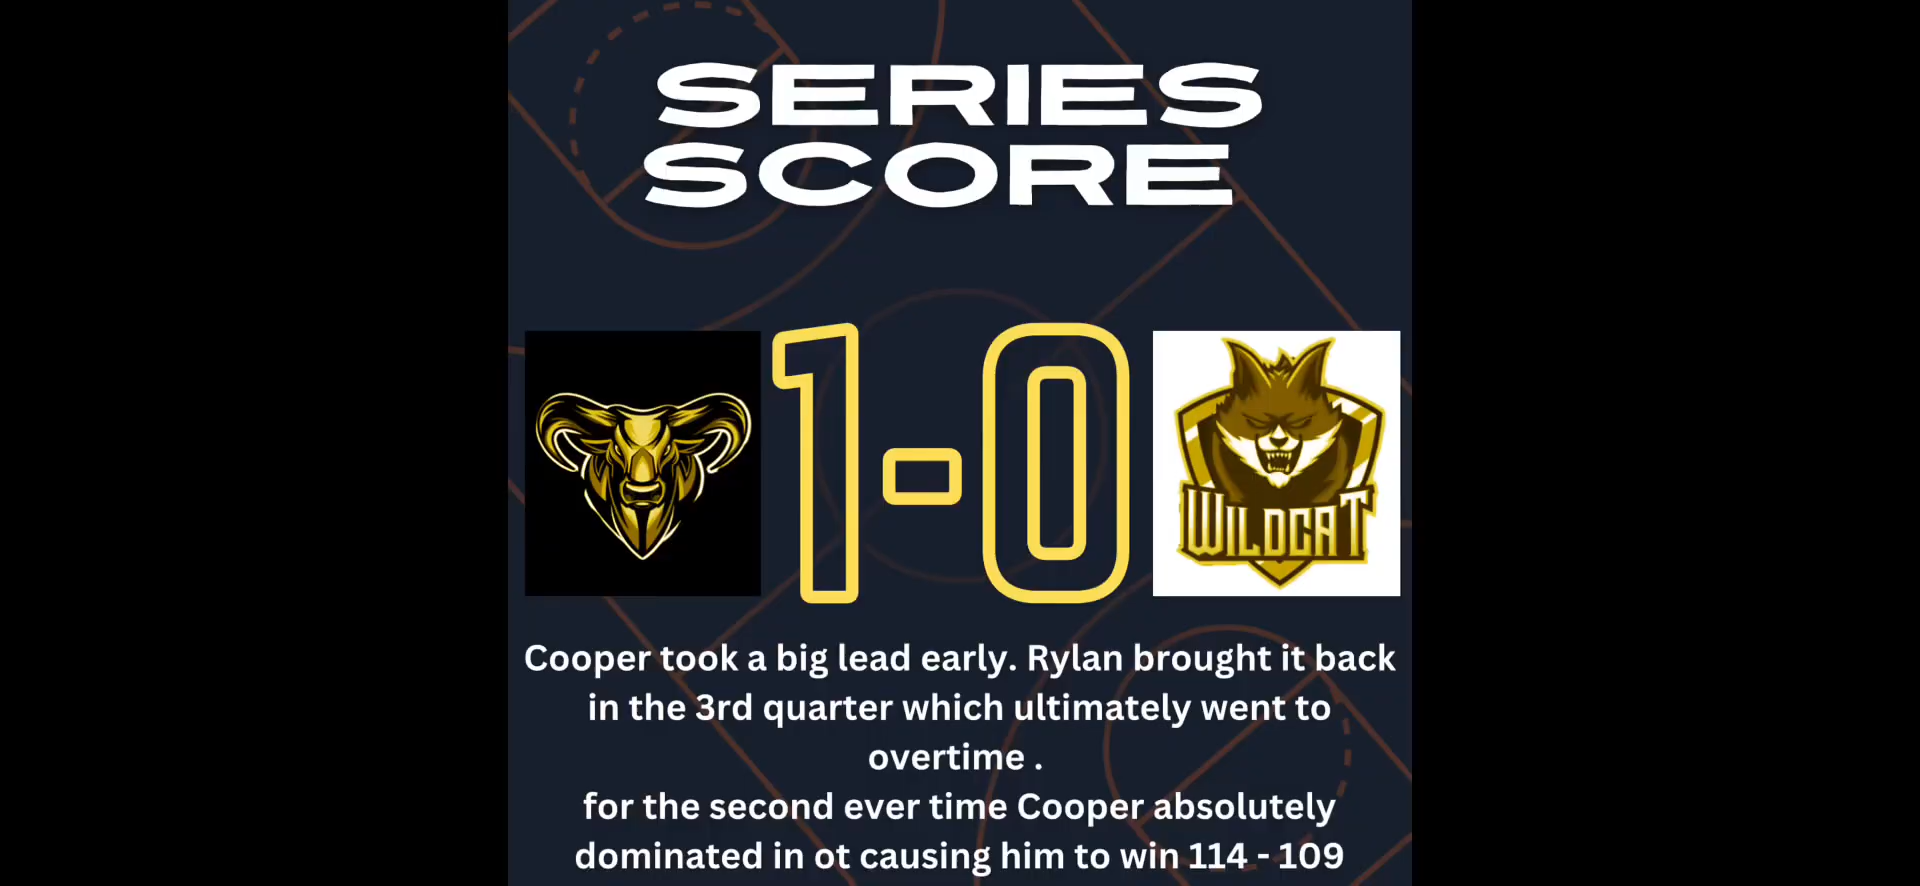 SERIES
SCORE
1-0
WILDCAT
Cooper took a big lead early. Rylan brought it back
in the 3rd quarter which ultimately went to
overtime .
for the second ever time Cooper absolutely
dominated in ot causing him to win 114 - 109